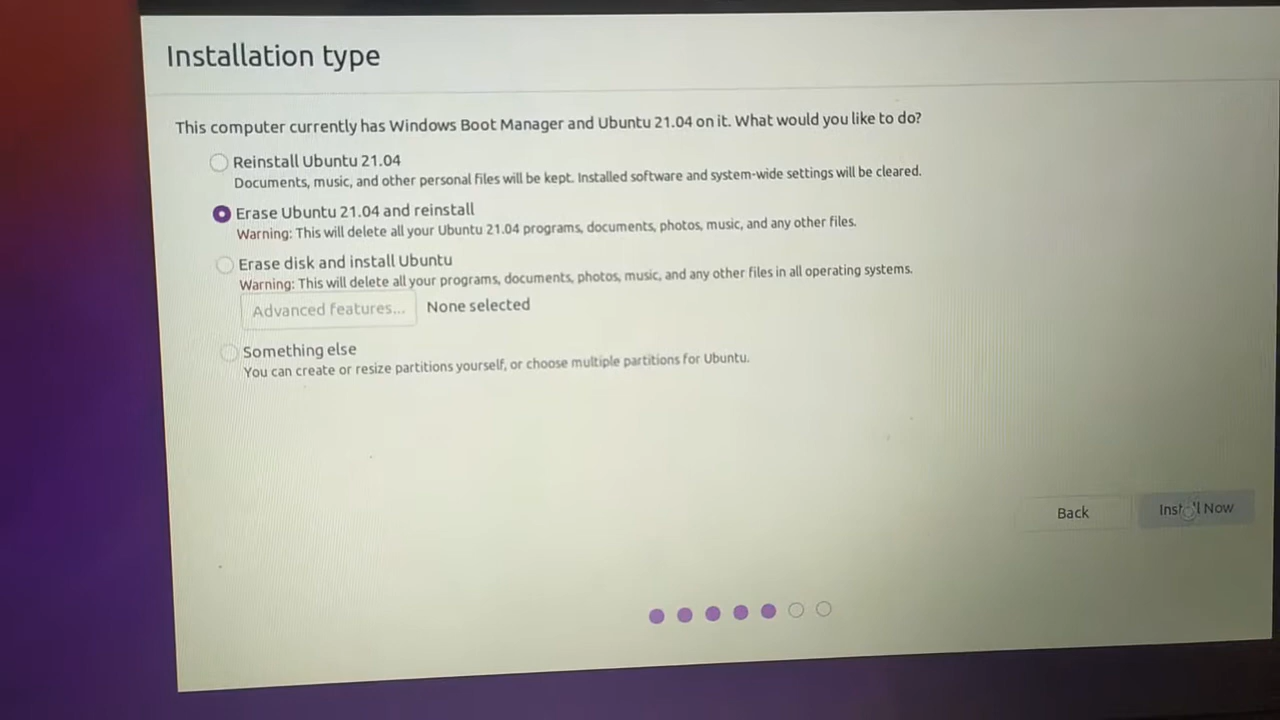 Installation type
This computer currently has Windows Boot Manager and Ubuntu 21.04 on it. What would you like to do?
Reinstall Ubuntu 21.04
Documents, music, and other personal files will be kept. Installed software and system-wide settings will be cleared.
Erase Ubuntu 21.04 and reinstall
Warning: This will delete all your Ubuntu 21.04 programs, documents, photos, music, and any other files.
Erase disk and install Ubuntu
Warning: This will delete all your programs, documents, photos, music, and any other files in all operating systems.
Advanced features... None selected
Something else
You can create or resize partitions yourself, or choose multiple partitions for Ubuntu.
Back Install Now